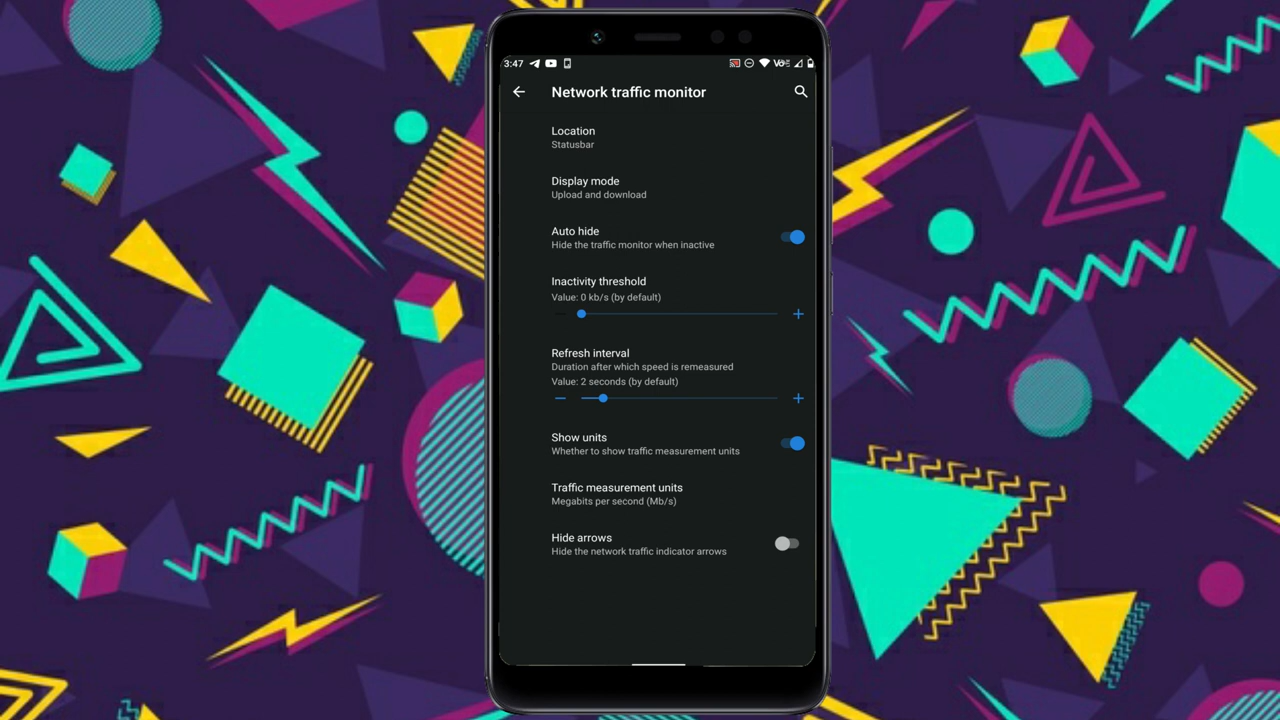 3:47
Network traffic monitor
Location
Statusbar
Display mode
Upload and download
Auto hide
Hide the traffic monitor when inactive
Inactivity threshold
Value: 0 kb/s (by default)
Refresh interval
Duration after which speed is remeasured
Value: 2 seconds (by default)
Show units
Whether to show traffic measurement units
Traffic measurement units
Megabits per second (Mb/s)
Hide arrows
Hide the network traffic indicator arrows